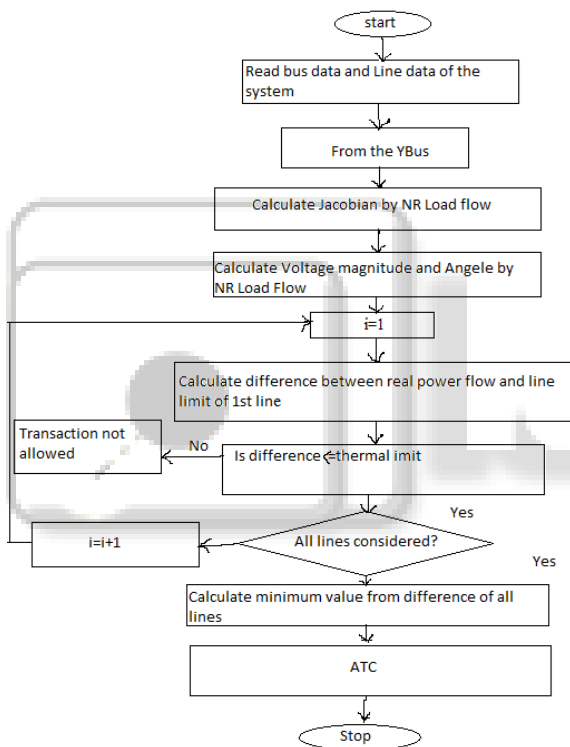 start
Read bus data and Line data of the
system
From the YBus
Calculate Jacobian by NR Load flow
Calculate Voltage magnitude and Angele by
NR Load Flow
i=1
Calculate difference between real power flow and line
limit of 1st line
Transaction not
allowed
No
Is difference <=thermal imit
Yes
i=i+1
All lines considered?
Yes
Calculate minimum value from difference of all
lines
ATC
Stop